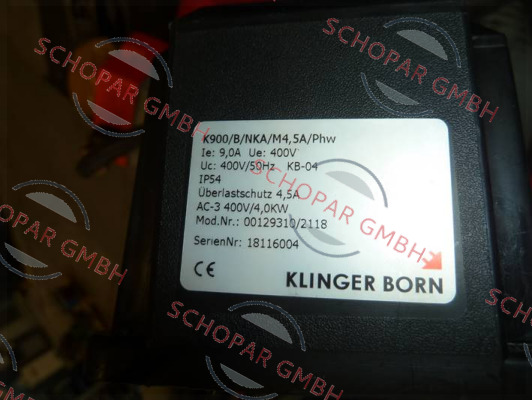 K900/B/NKA/M4,5A/Phw
Ie: 9,0A Ue: 400V
Uc: 400V/50Hz KB-04
IP54
Überlastschutz 4,5A
AC-3 400V/4,0KW
Mod.Nr.: 00129310/2118
SerienNr: 18116004
CE
KLINGER BORN
SCHOPAR GMBH
SCHOPAR GMBH
SCHOPAR GMBH
SCHOPAR GMBH
SCHOPAR GMBH
SCHOPAR GMBH